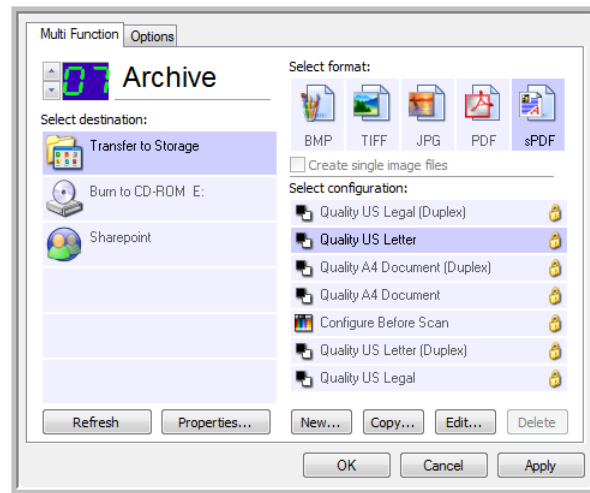 Multi Function
Options
07
Archive
Select destination:
Transfer to Storage
Burn to CD-ROM E:
Sharepoint
Refresh
Properties...
Select format:
BMP
TIFF
JPG
PDF
sPDF
Create single image files
Select configuration:
Quality US Legal (Duplex)
Quality US Letter
Quality A4 Document (Duplex)
Quality A4 Document
Configure Before Scan
Quality US Letter (Duplex)
Quality US Legal
New...
Copy...
Edit...
Delete
OK
Cancel
Apply